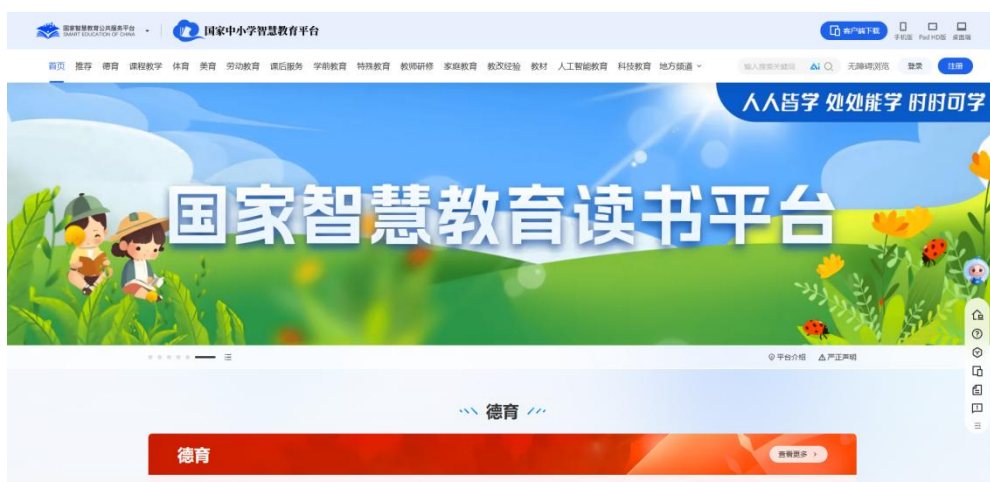 国家智慧教育公共服务平台
SMART EDUCATION OF CHINA
国家中小学智慧教育平台
客户端下载
手机版 Pad HD版 桌面端
首页 推荐 德育 课程教学 体育 美育 劳动教育 课后服务 学前教育 特殊教育 教师研修 家庭教育 教改经验 教材 人工智能教育 科技教育 地方频道
输入搜索关键词 Ai 无障碍浏览 登录 注册
人人皆学 处处能学 时时可学
国家智慧教育读书平台
平台介绍 严正声明
德育
德育
查看更多 >